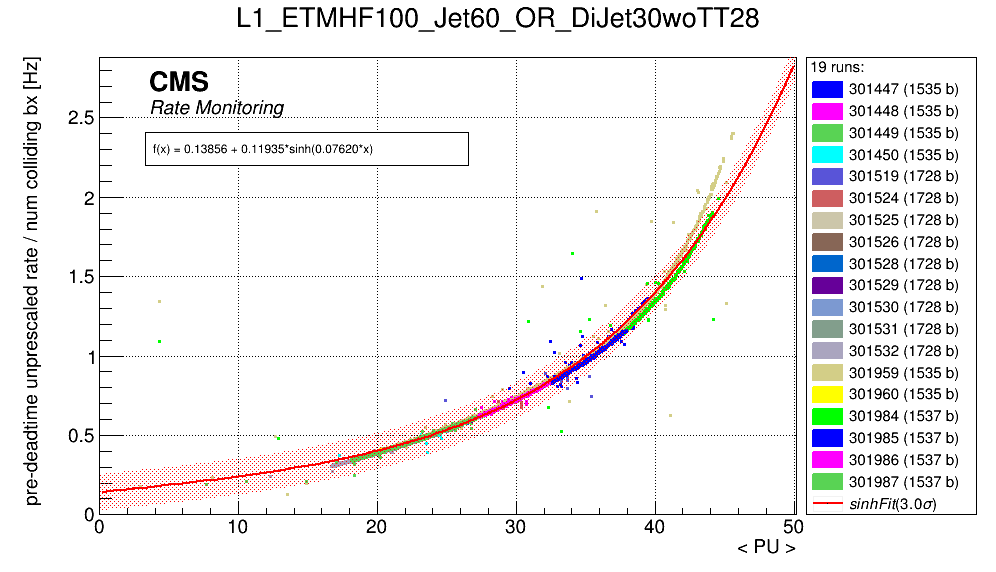 L1_ETMHF100_Jet60_OR_DiJet30woTT28
pre-deadtime unprescaled rate / num colliding bx [Hz]
CMS
Rate Monitoring
f(x) = 0.13856 + 0.11935*sinh(0.07620*x)
2.5
2
1.5
1
0.5
0
0 10 20 30 40 50
< PU >
19 runs:
301447 (1535 b)
301448 (1535 b)
301449 (1535 b)
301450 (1535 b)
301519 (1728 b)
301524 (1728 b)
301525 (1728 b)
301526 (1728 b)
301528 (1728 b)
301529 (1728 b)
301530 (1728 b)
301531 (1728 b)
301532 (1728 b)
301959 (1535 b)
301960 (1535 b)
301984 (1537 b)
301985 (1537 b)
301986 (1537 b)
301987 (1537 b)
sinhFit(3.0σ)